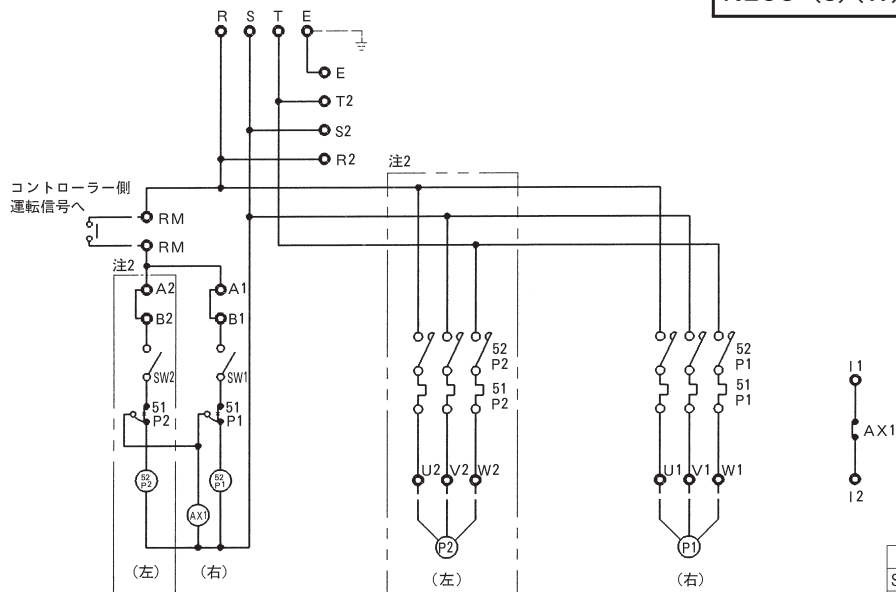 R S T E
E
T2
S2
R2
注2
コントローラー側
運転信号へ
RM
RM
注2
A2 A1
B2 B1
SW2 SW1
51
P2
51
P1
52
P2
52
P1
AX1
(左) (右)
52
P2
51
P2
U2 V2 W2
P2
(左)
52
P1
51
P1
U1 V1 W1
P1
(右)
I1
AX1
I2